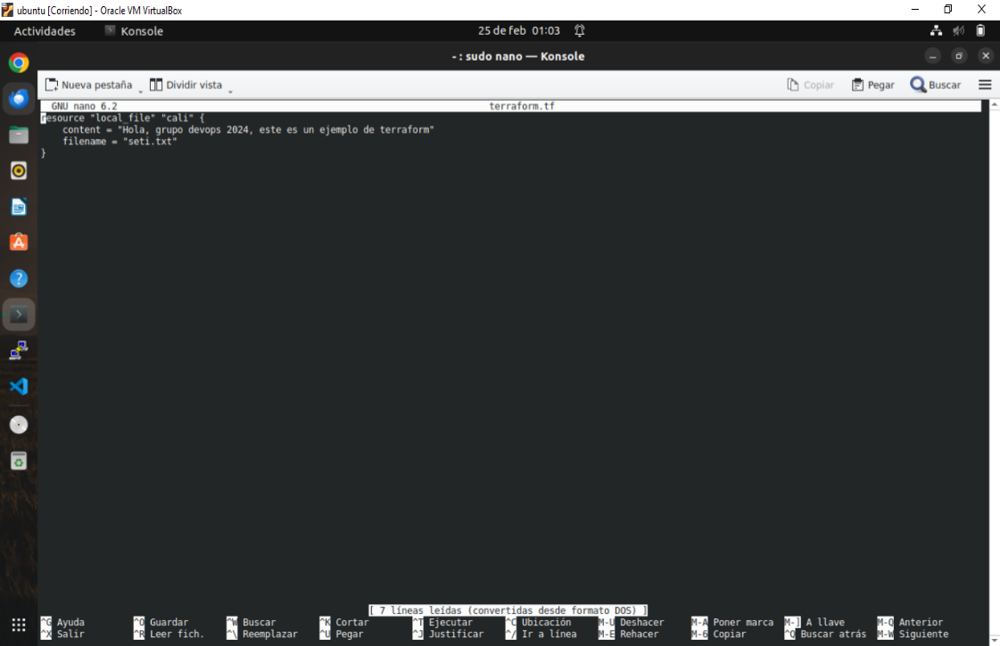 ubuntu [Corriendo] - Oracle VM VirtualBox
Actividades Konsole 25 de feb 01:03
- : sudo nano — Konsole
Nueva pestaña Dividir vista Copiar Pegar Buscar
GNU nano 6.2 terraform.tf
resource "local_file" "cali" {
    content = "Hola, grupo devops 2024, este es un ejemplo de terraform"
    filename = "seti.txt"
}
[ 7 líneas leídas (convertidas desde formato DOS) ]
^G Ayuda ^O Guardar ^W Buscar ^K Cortar ^T Ejecutar ^C Ubicación M-U Deshacer M-A Poner marca M-] A llave M-Q Anterior
^X Salir ^R Leer fich. ^\ Reemplazar ^U Pegar ^J Justificar ^/ Ir a línea M-E Rehacer M-6 Copiar ^Q Buscar atrás M-W Siguiente